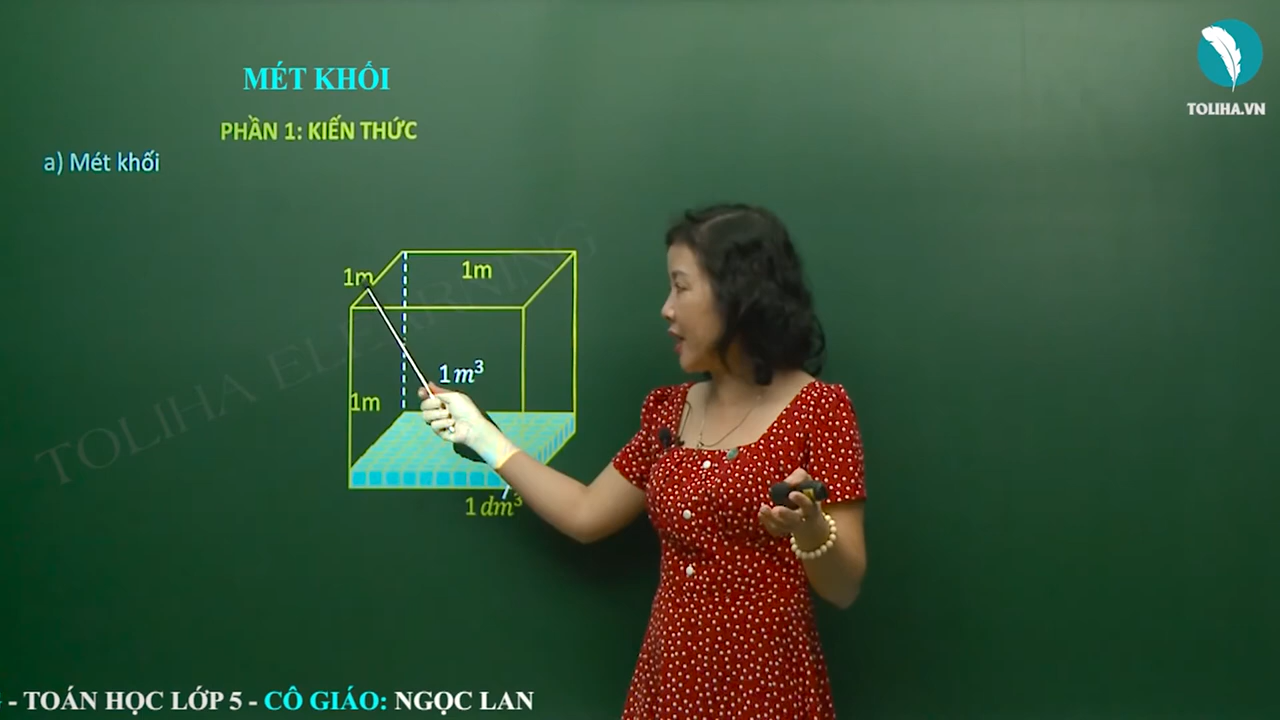 MÉT KHỐI
TOLIHA.VN
PHẦN 1: KIẾN THỨC
a) Mét khối
1m
1m
1m³
1m
1 dm³
TOLIHA ELEARNING
- TOÁN HỌC LỚP 5 - CÔ GIÁO: NGỌC LAN